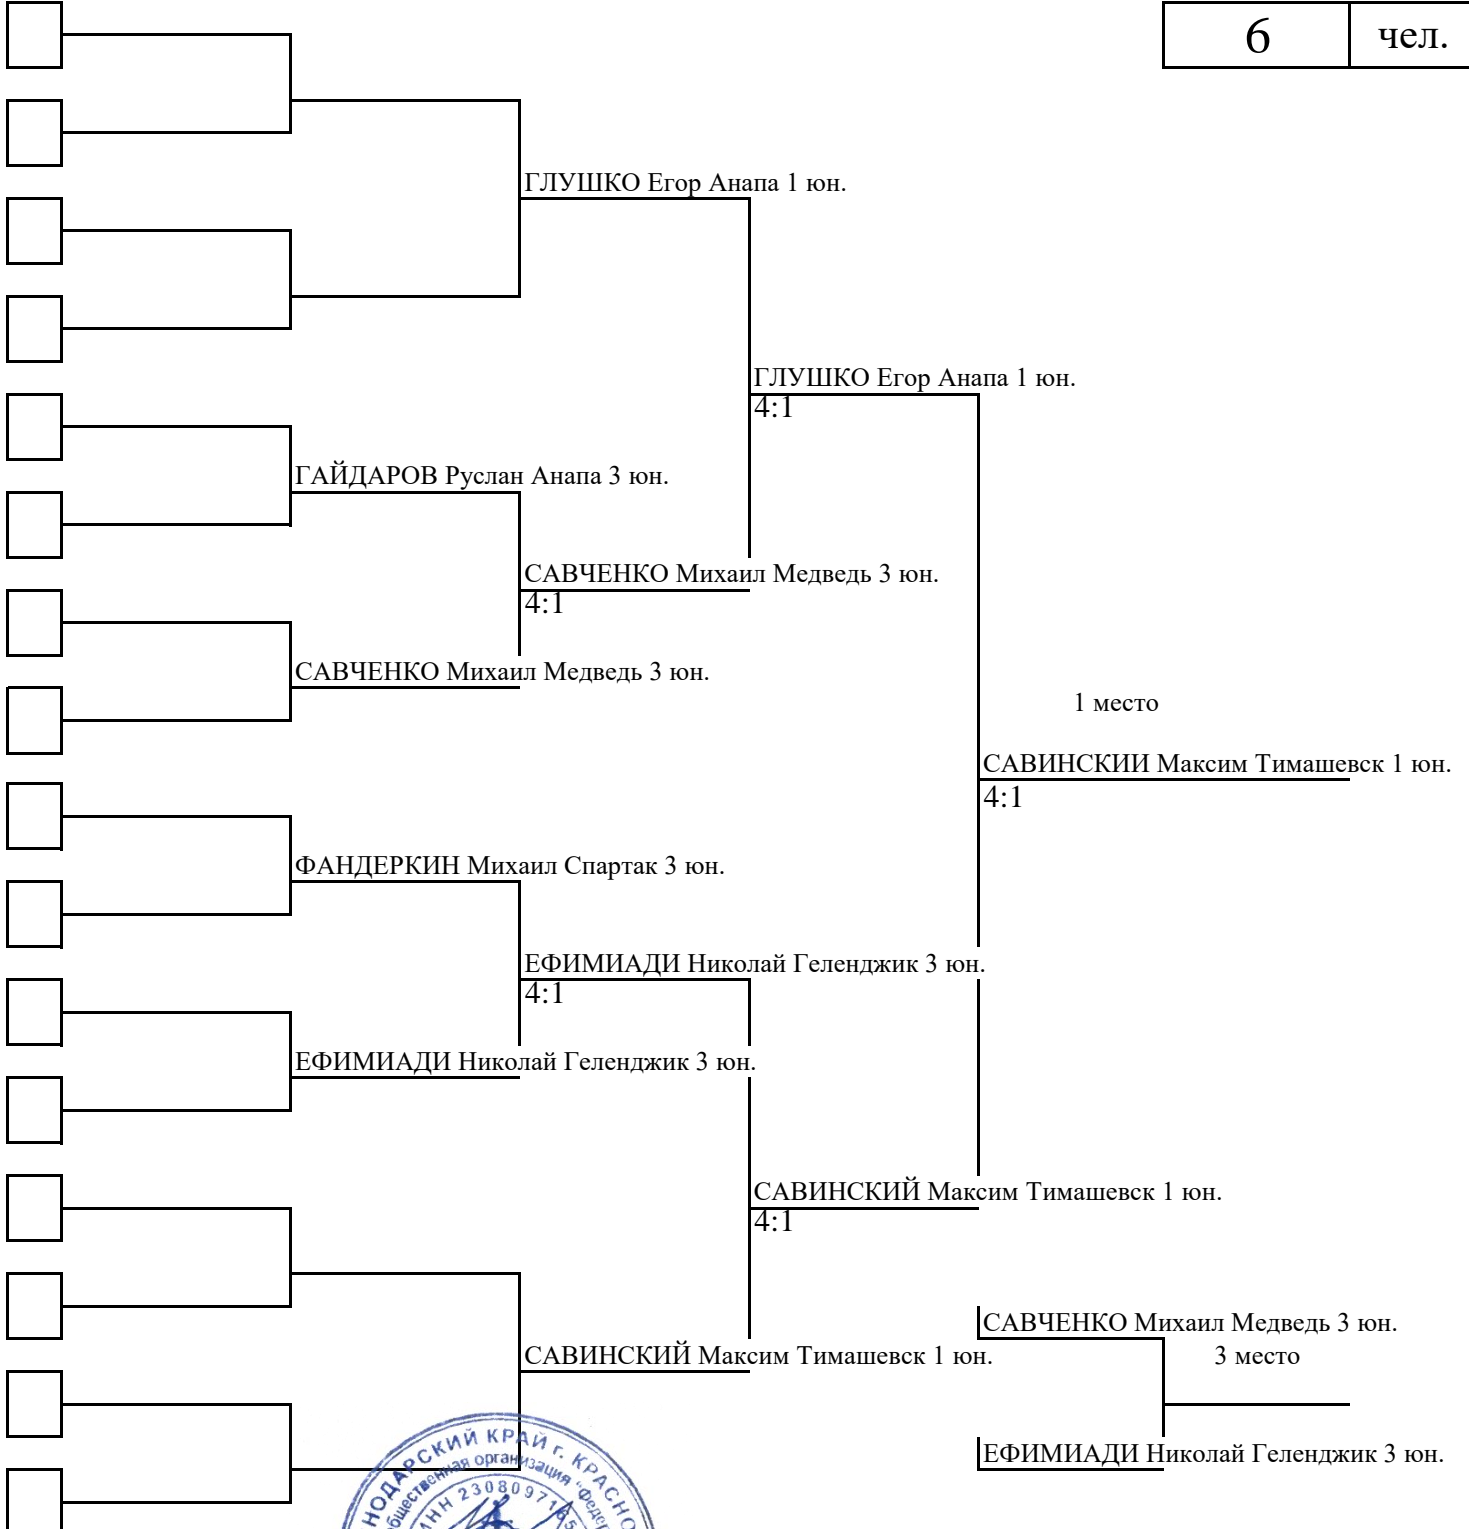 6 чел.
ГЛУШКО Егор Анапа 1 юн.
ГЛУШКО Егор Анапа 1 юн.
4:1
ГАЙДАРОВ Руслан Анапа 3 юн.
САВЧЕНКО Михаил Медведь 3 юн.
4:1
САВЧЕНКО Михаил Медведь 3 юн.
1 место
САВИНСКИИ Максим Тимашевск 1 юн.
4:1
ФАНДЕРКИН Михаил Спартак 3 юн.
ЕФИМИАДИ Николай Геленджик 3 юн.
4:1
ЕФИМИАДИ Николай Геленджик 3 юн.
САВИНСКИЙ Максим Тимашевск 1 юн.
4:1
САВЧЕНКО Михаил Медведь 3 юн.
САВИНСКИЙ Максим Тимашевск 1 юн.
3 место
ЕФИМИАДИ Николай Геленджик 3 юн.
КРАЙ г.
организация
ИНН